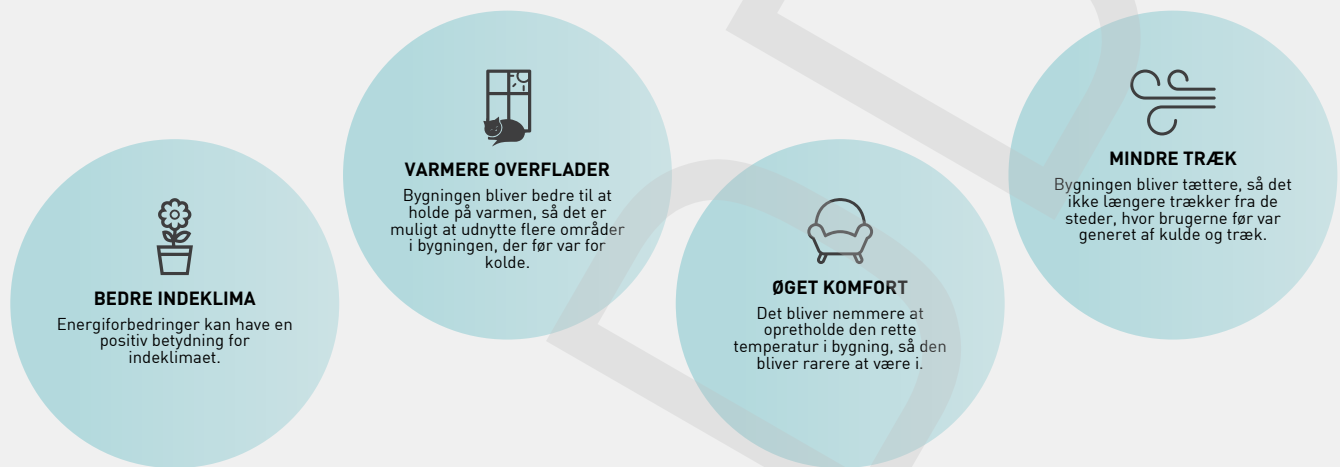 BEDRE INDEKLIMA
Energiforbedringer kan have en
positiv betydning for
indeklimaet.
VARMERE OVERFLADER
Bygningen bliver bedre til at
holde på varmen, så det er
muligt at udnytte flere områder
i bygningen, der før var for
kolde.
ØGET KOMFORT
Det bliver nemmere at
opretholde den rette
temperatur i bygning, så den
bliver rarere at være i.
MINDRE TRÆK
Bygningen bliver tættere, så det
ikke længere trækker fra de
steder, hvor brugerne før var
generet af kulde og træk.